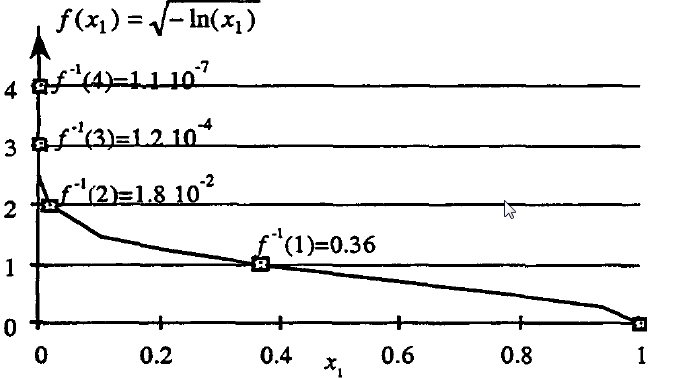 f(x₁) = √−ln(x₁)
4
f⁻¹(4)=1.1 10⁻⁷
3
f⁻¹(3)=1.2 10⁻⁴
2
f⁻¹(2)=1.8 10⁻²
f⁻¹(1)=0.36
1
0
0 0.2 0.4 0.6 0.8 1
x₁